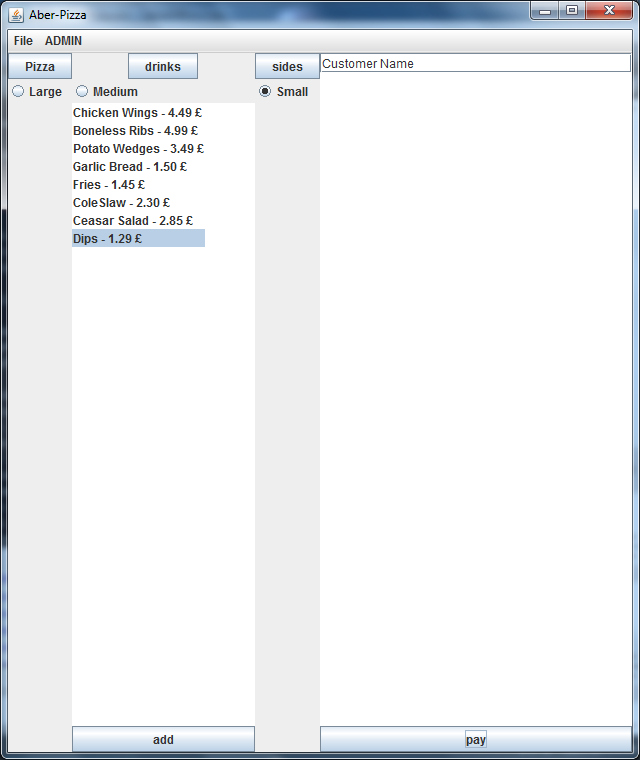 Aber-Pizza
File ADMIN
Pizza drinks sides Customer Name
Large Medium Small
Chicken Wings - 4.49 £
Boneless Ribs - 4.99 £
Potato Wedges - 3.49 £
Garlic Bread - 1.50 £
Fries - 1.45 £
ColeSlaw - 2.30 £
Ceasar Salad - 2.85 £
Dips - 1.29 £
add pay